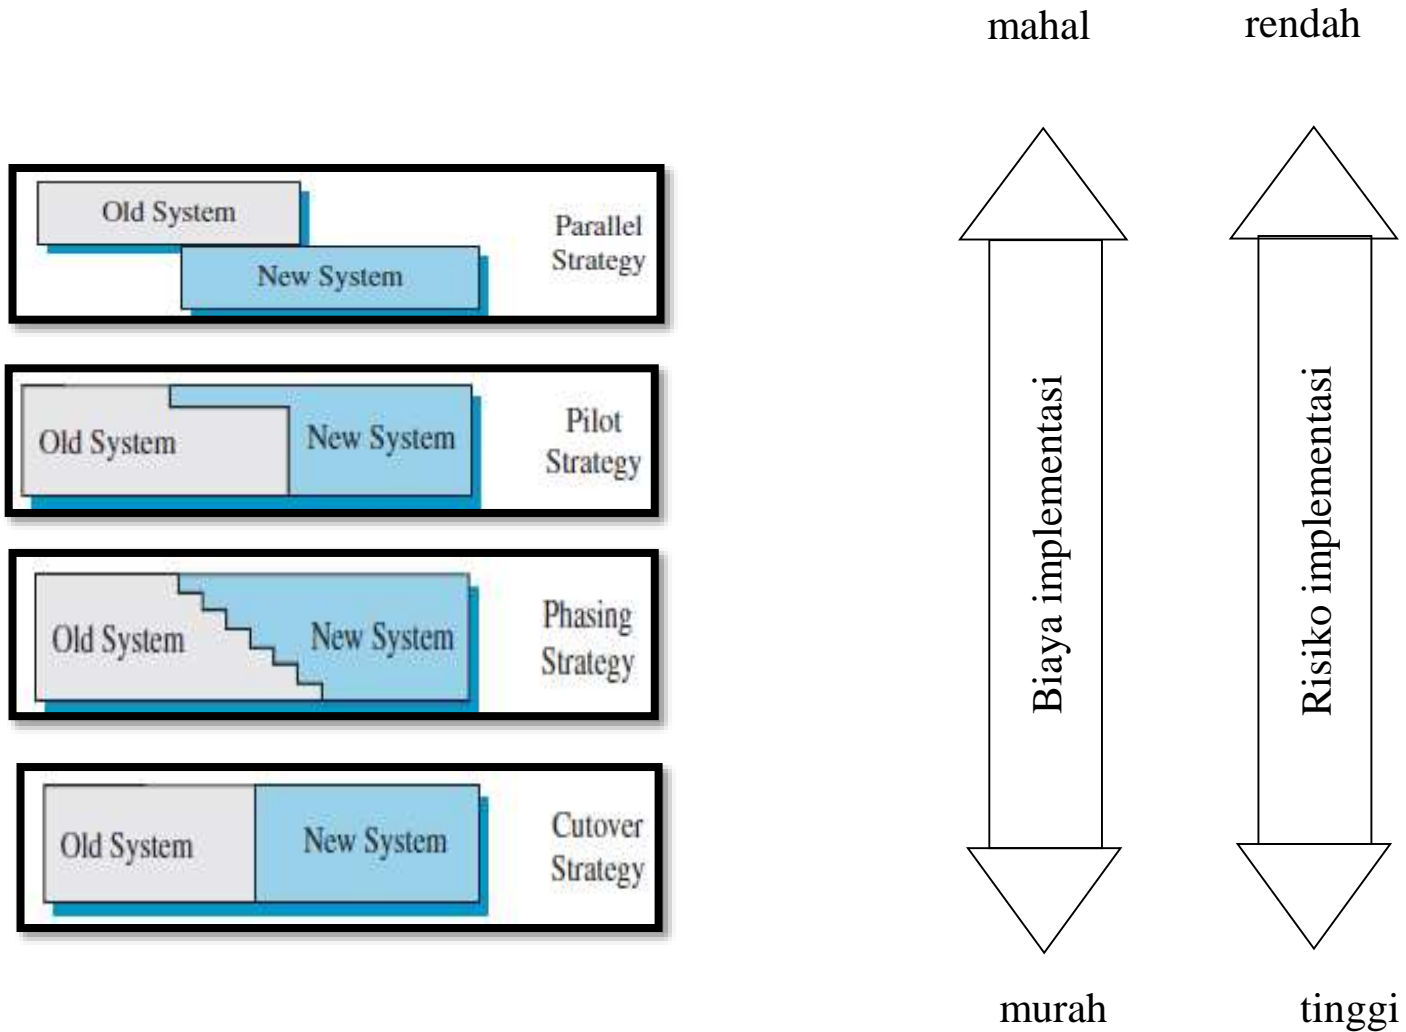 mahal
rendah
Old System
New System
Parallel
Strategy
Old System
New System
Pilot
Strategy
Old System
New System
Phasing
Strategy
Old System
New System
Cutover
Strategy
Biaya implementasi
Risiko implementasi
murah
tinggi